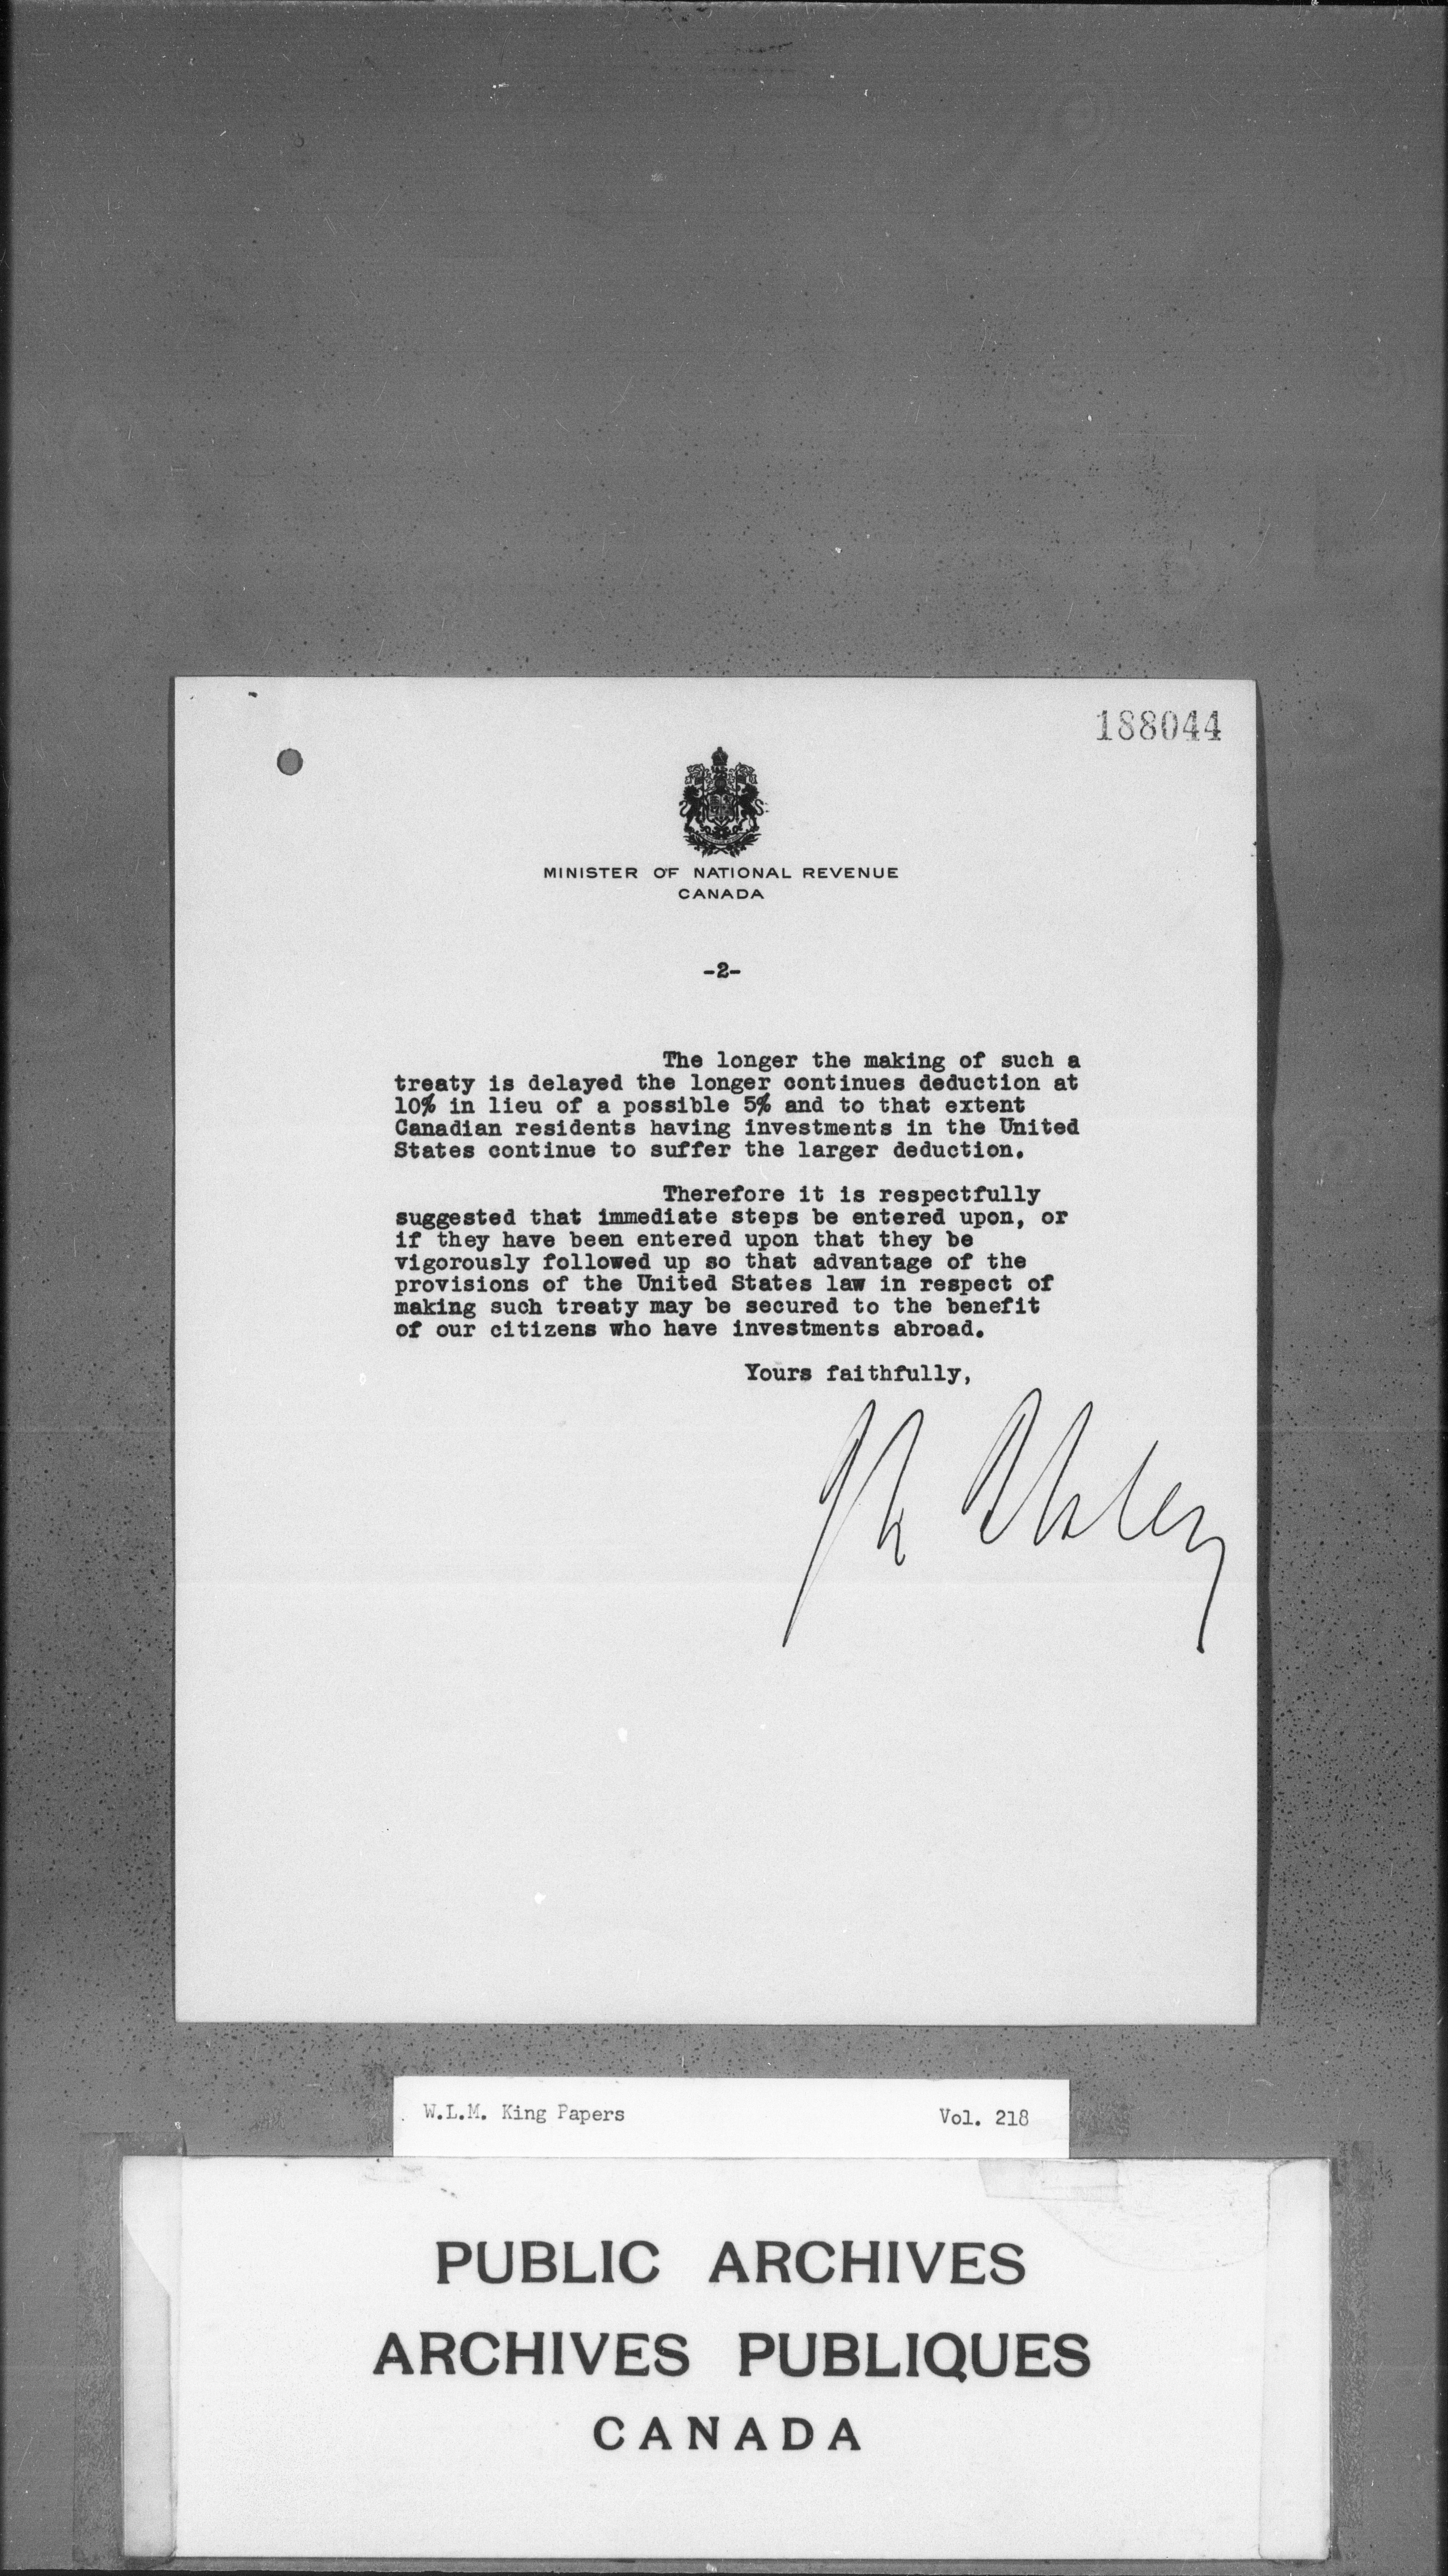 188044
MINISTER OF NATIONAL REVENUE
CANADA
-2-
The longer the making of such a
treaty is delayed the longer continues deduction at
10% in lieu of a possible 5% and to that extent
Canadian residents having investments in the United
States continue to suffer the larger deduction.
Therefore it is respectfully
suggested that immediate steps be entered upon, or
if they have been entered upon that they be
vigorously followed up so that advantage of the
provisions of the United States law in respect of
making such treaty may be secured to the benefit
of our citizens who have investments abroad.
Yours faithfully,
W.L.M. King Papers
Vol. 218
PUBLIC ARCHIVES
ARCHIVES PUBLIQUES
CANADA